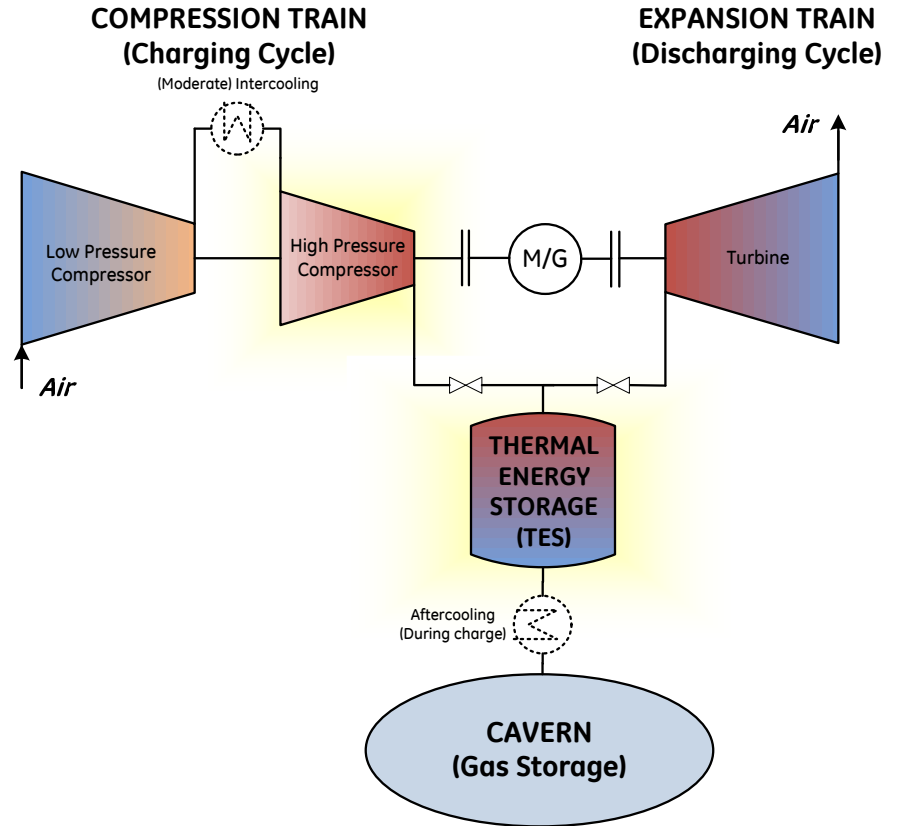 COMPRESSION TRAIN
(Charging Cycle)
(Moderate) Intercooling
EXPANSION TRAIN
(Discharging Cycle)
Air
Low Pressure
Compressor
High Pressure
Compressor
M/G
Turbine
Air
THERMAL
ENERGY
STORAGE
(TES)
Aftercooling
(During charge)
CAVERN
(Gas Storage)